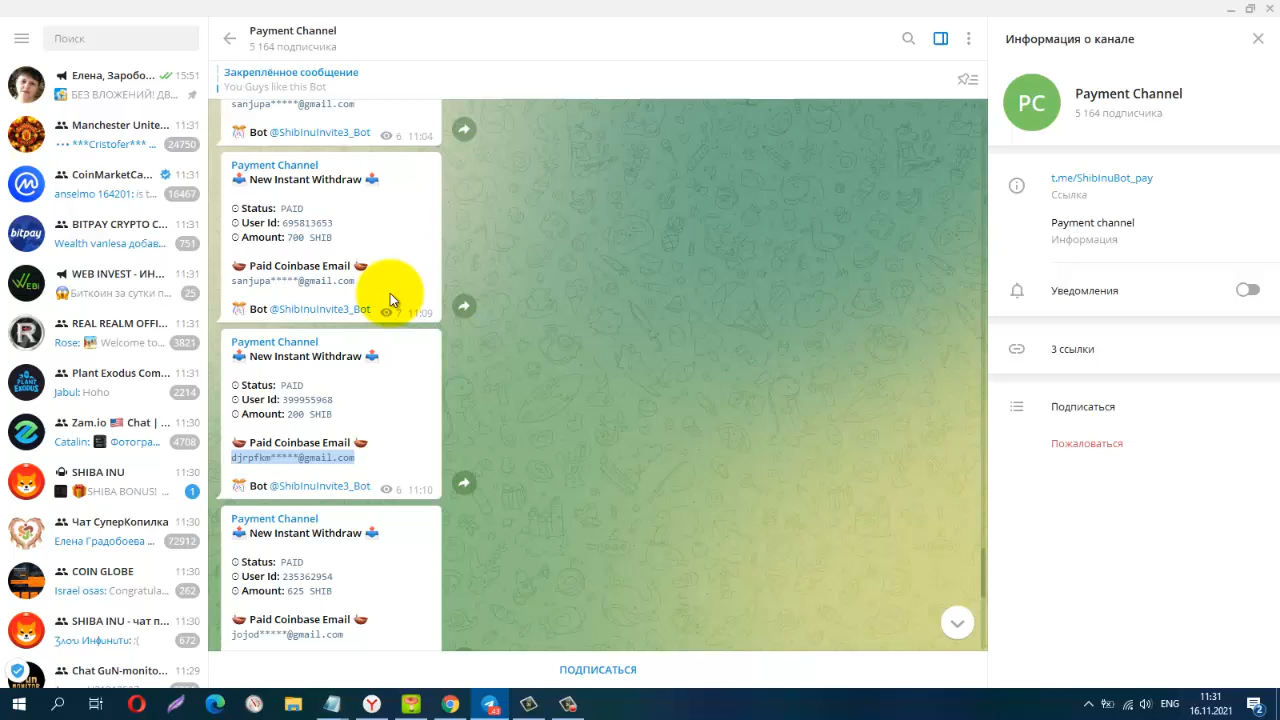 Поиск
Елена, Заробо... 15:51
БЕЗ ВЛОЖЕНИЙ! ДВ...
Manchester Unite... 11:31
***Cristofer*** ... 24750
CoinMarketCa... 11:31
anselmo 164201: is t... 16467
BITPAY CRYPTO C... 11:31
bitpay
Wealth vanlesa добав... 751
WEB INVEST - ИН... 11:31
WEBI
Биткоин за сутки п... 25
REAL REALM OFFI... 11:31
Rose: Welcome to... 3821
Plant Exodus Com... 11:31
PLANT EXODUS
Jabul: Hoho 2214
Zam.io Chat | ... 11:30
Catalin: Фотогра... 4708
SHIBA INU 11:30
SHIBA BONUS! ... 1
Чат СуперКопилка 11:30
Елена Градобоева ... 72912
COIN GLOBE 11:30
Israel osas: Congratula... 262
SHIBA INU - чат п... 11:30
672
Chat GuN-monito... 11:29
Payment Channel
5 164 подписчика
Закреплённое сообщение
You Guys like this Bot
sanjupa*****@gmail.com
Bot @ShibInuInvite3_Bot 6 11:04
Payment Channel
New Instant Withdraw
Status: PAID
User Id: 695813653
Amount: 700 SHIB
Paid Coinbase Email
sanjupa*****@gmail.com
Bot @ShibInuInvite3_Bot 7 11:09
Payment Channel
New Instant Withdraw
Status: PAID
User Id: 399955968
Amount: 200 SHIB
Paid Coinbase Email
djrpfkm*****@gmail.com
Bot @ShibInuInvite3_Bot 6 11:10
Payment Channel
New Instant Withdraw
Status: PAID
User Id: 235362954
Amount: 625 SHIB
Paid Coinbase Email
jojod*****@gmail.com
ПОДПИСАТЬСЯ
Информация о канале
PC
Payment Channel
5 164 подписчика
t.me/ShibInuBot_pay
Ссылка
Payment channel
Информация
Уведомления
3 ссылки
Подписаться
Пожаловаться
ENG
11:31
16.11.2021
2